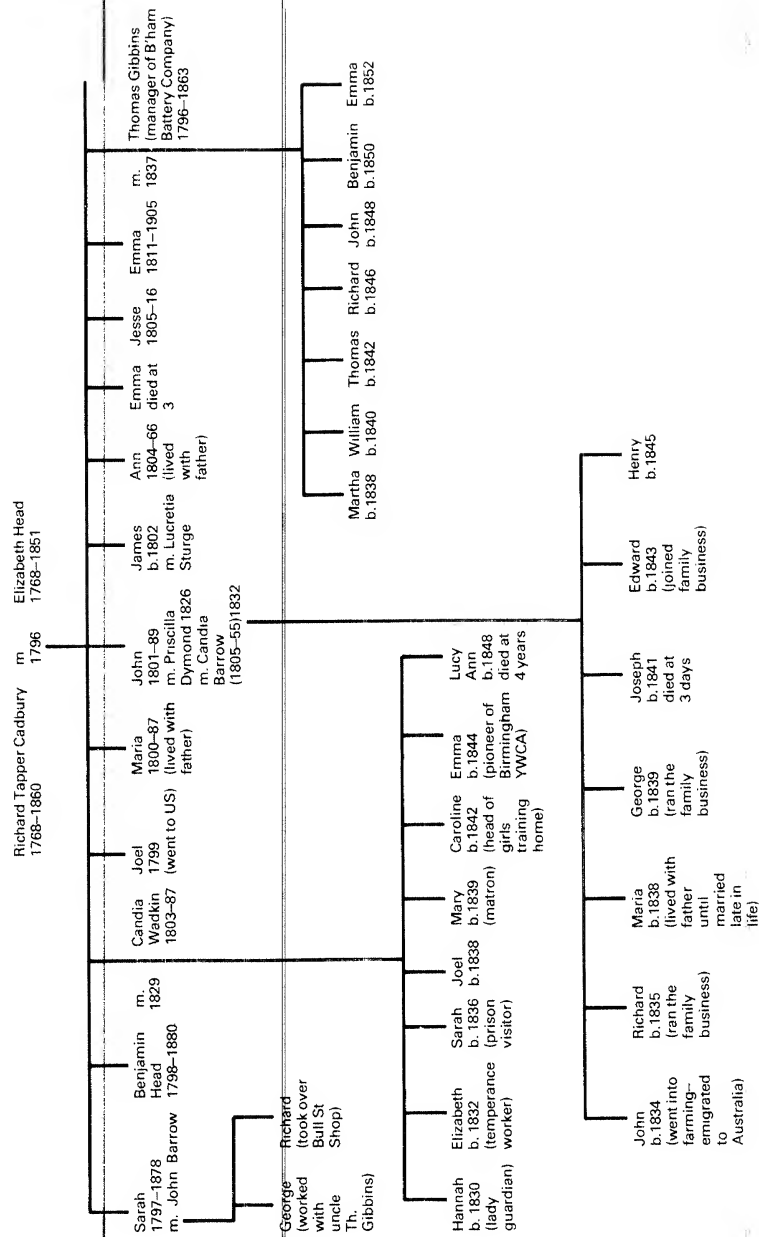 Richard Tapper Cadbury m Elizabeth Head
1768–1860 1796 1768–1851
Sarah
1797–1878
m. John Barrow
Benjamin
Head
1798–1880
m.
1829
Candia
Wadkin
1803–87
Joel
1799
(went to US)
Maria
1800–87
(lived with
father)
John
1801–89
m. Priscilla
Dymond 1826
m. Candia
Barrow
(1805–55)1832
James
b.1802
m. Lucretia
Sturge
Ann
1804–66
(lived
with
father)
Emma
died at
3
Jesse
1805–16
Emma
1811–1905
m.
1837
Thomas Gibbins
(manager of B'ham
Battery Company)
1796–1863
George
(worked
with
uncle
Th.
Gibbins)
Richard
(took over
Bull St
Shop)
Martha
b.1838
William
b.1840
Thomas
b.1842
Richard
b.1846
John
b.1848
Benjamin
b.1850
Emma
b.1852
Hannah
b. 1830
(lady
guardian)
Elizabeth
b. 1832
(temperance
worker)
Sarah
b. 1836
(prison
visitor)
Joel
b.1838
Mary
b.1839
(matron)
Caroline
b.1842
(head of
girls
training
home)
Emma
b.1844
(pioneer of
Birmingham
YWCA)
Lucy
Ann
b.1848
died at
4 years
John
b.1834
(went into
farming–
emigrated
to
Australia)
Richard
b.1835
(ran the
family
business)
Maria
b.1838
(lived with
father
until
married
late in
life)
George
b.1839
(ran the
family
business)
Joseph
b.1841
died at
3 days
Edward
b.1843
(joined
family
business)
Henry
b.1845